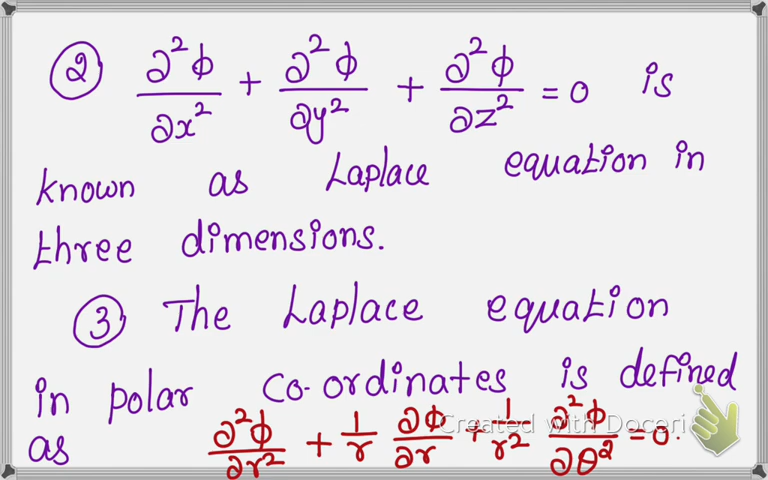 ② ∂²ϕ/∂x² + ∂²ϕ/∂y² + ∂²ϕ/∂z² = 0 is
known as Laplace equation in
three dimensions.
③ The Laplace equation
in polar co-ordinates is defined
as ∂²ϕ/∂r² + 1/r ∂ϕ/∂r + 1/r² ∂²ϕ/∂θ² = 0.
Created with Doceri